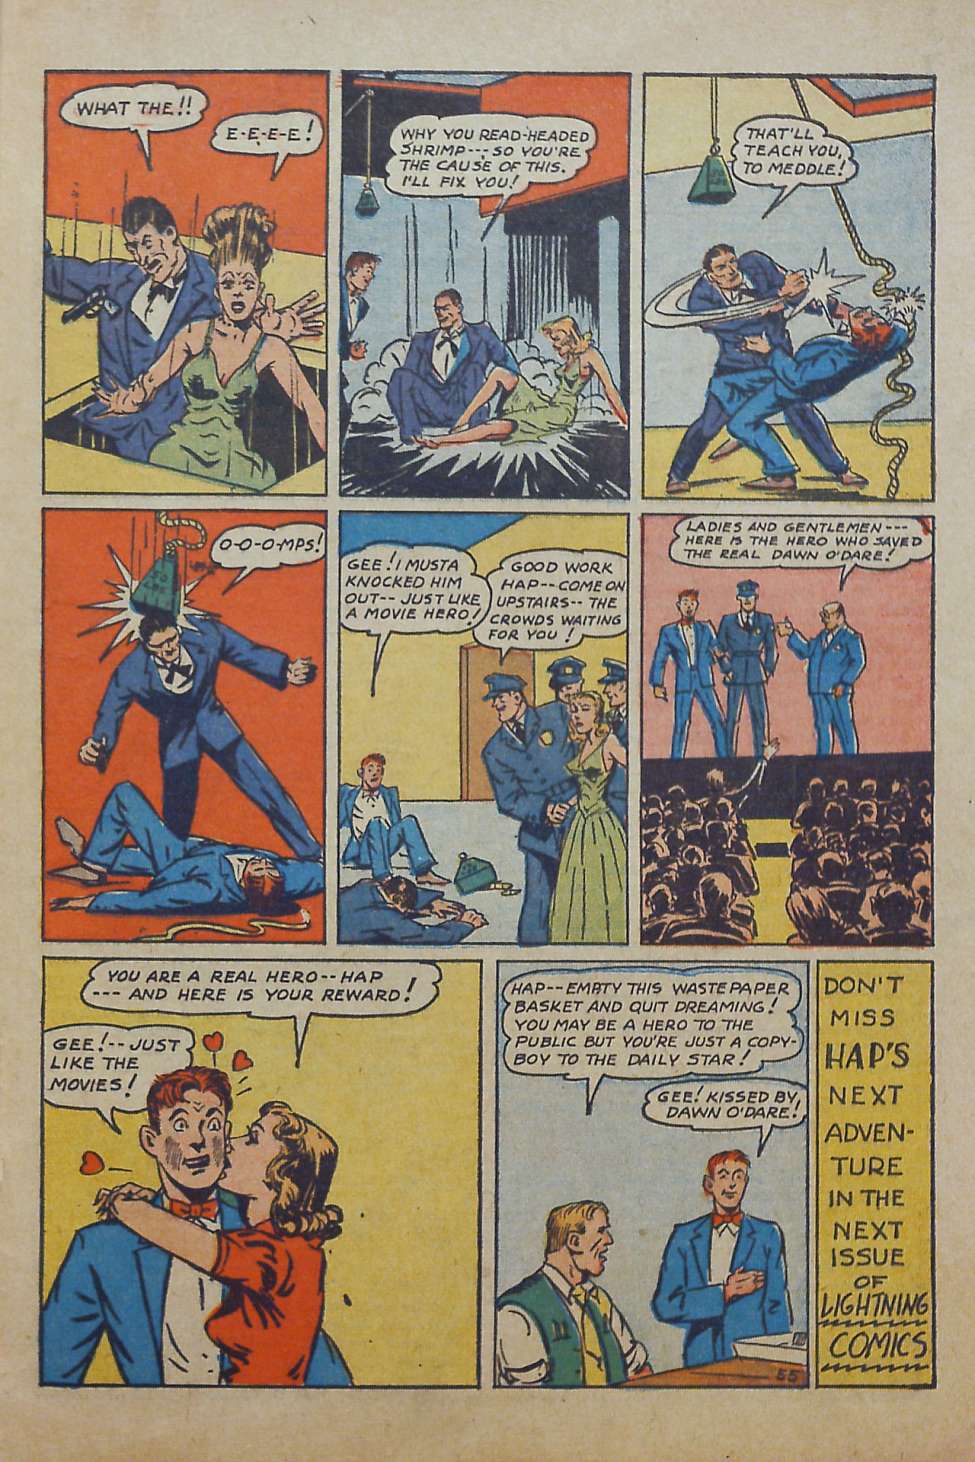 WHAT THE!!
E-E-E-E!
WHY YOU READ-HEADED
SHRIMP---SO YOU'RE
THE CAUSE OF THIS.
I'LL FIX YOU!
THAT'LL
TEACH YOU,
TO MEDDLE!
O-O-O-MPS!
GEE! I MUSTA
KNOCKED HIM
OUT-- JUST LIKE
A MOVIE HERO!
GOOD WORK
HAP--COME ON
UPSTAIRS-- THE
CROWDS WAITING
FOR YOU!
LADIES AND GENTLEMEN---
HERE IS THE HERO WHO SAVED
THE REAL DAWN O'DARE!
YOU ARE A REAL HERO--HAP
--- AND HERE IS YOUR REWARD!
GEE!--JUST
LIKE THE
MOVIES!
HAP--EMPTY THIS WASTEPAPER
BASKET AND QUIT DREAMING!
YOU MAY BE A HERO TO THE
PUBLIC BUT YOU'RE JUST A COPY-
BOY TO THE DAILY STAR!
GEE! KISSED BY
DAWN O'DARE!
55
DON'T
MISS
HAP'S
NEXT
ADVEN-
TURE
IN THE
NEXT
ISSUE
OF
LIGHTNING
COMICS